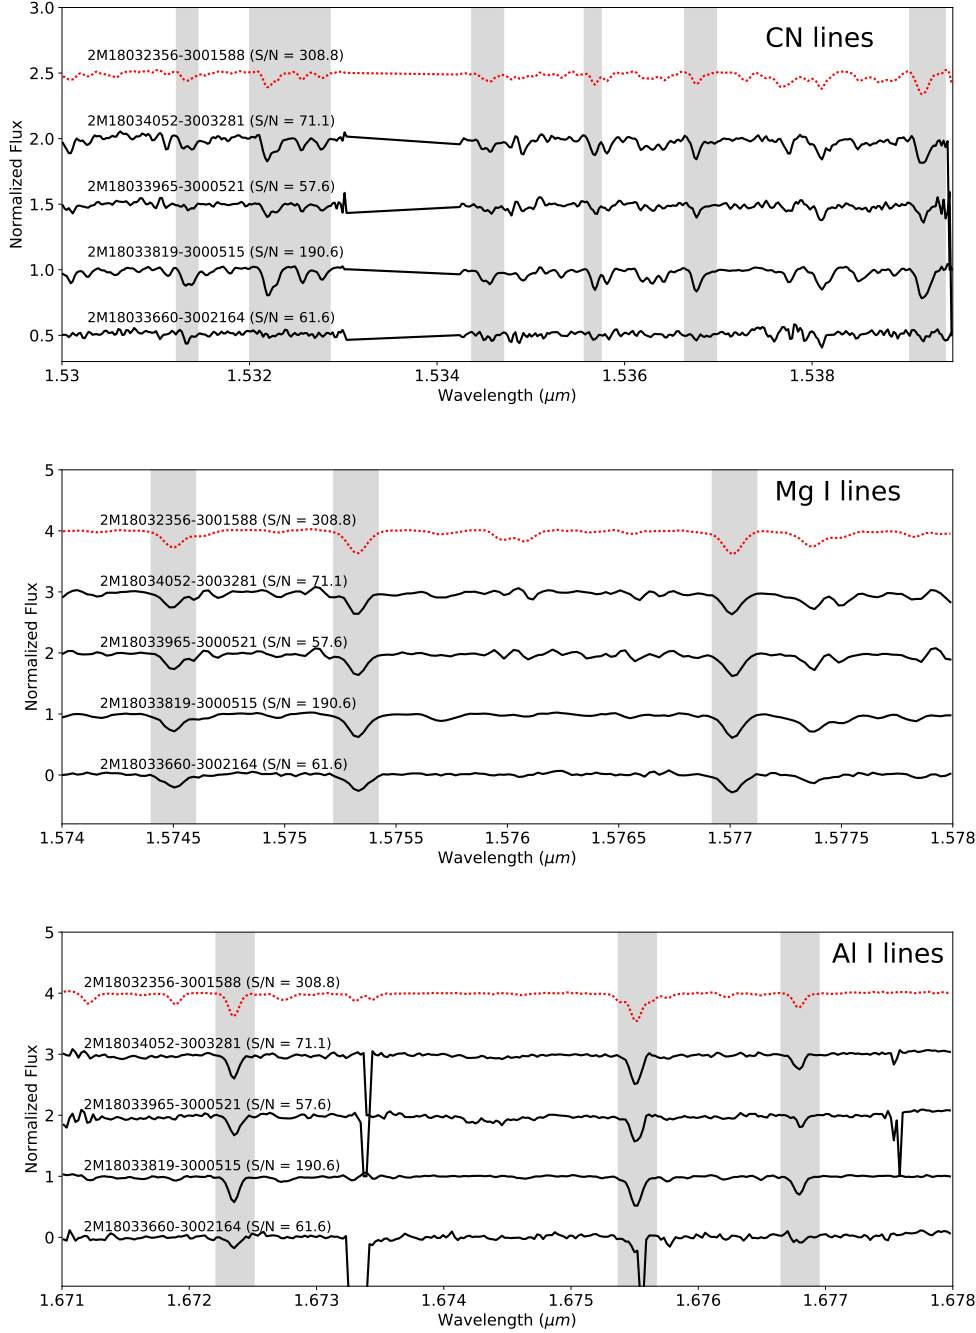 CN lines
3.0
2M18032356-3001588 (S/N = 308.8)
2.5
2M18034052-3003281 (S/N = 71.1)
2.0
2M18033965-3000521 (S/N = 57.6)
1.5
2M18033819-3000515 (S/N = 190.6)
1.0
2M18033660-3002164 (S/N = 61.6)
0.5
Normalized Flux
1.53 1.532 1.534 1.536 1.538
Wavelength (μm)
Mg I lines
5
2M18032356-3001588 (S/N = 308.8)
4
2M18034052-3003281 (S/N = 71.1)
3
2M18033965-3000521 (S/N = 57.6)
2
2M18033819-3000515 (S/N = 190.6)
1
2M18033660-3002164 (S/N = 61.6)
0
Normalized Flux
1.574 1.5745 1.575 1.5755 1.576 1.5765 1.577 1.5775 1.578
Wavelength (μm)
Al I lines
5
2M18032356-3001588 (S/N = 308.8)
4
2M18034052-3003281 (S/N = 71.1)
3
2M18033965-3000521 (S/N = 57.6)
2
2M18033819-3000515 (S/N = 190.6)
1
2M18033660-3002164 (S/N = 61.6)
0
Normalized Flux
1.671 1.672 1.673 1.674 1.675 1.676 1.677 1.678
Wavelength (μm)